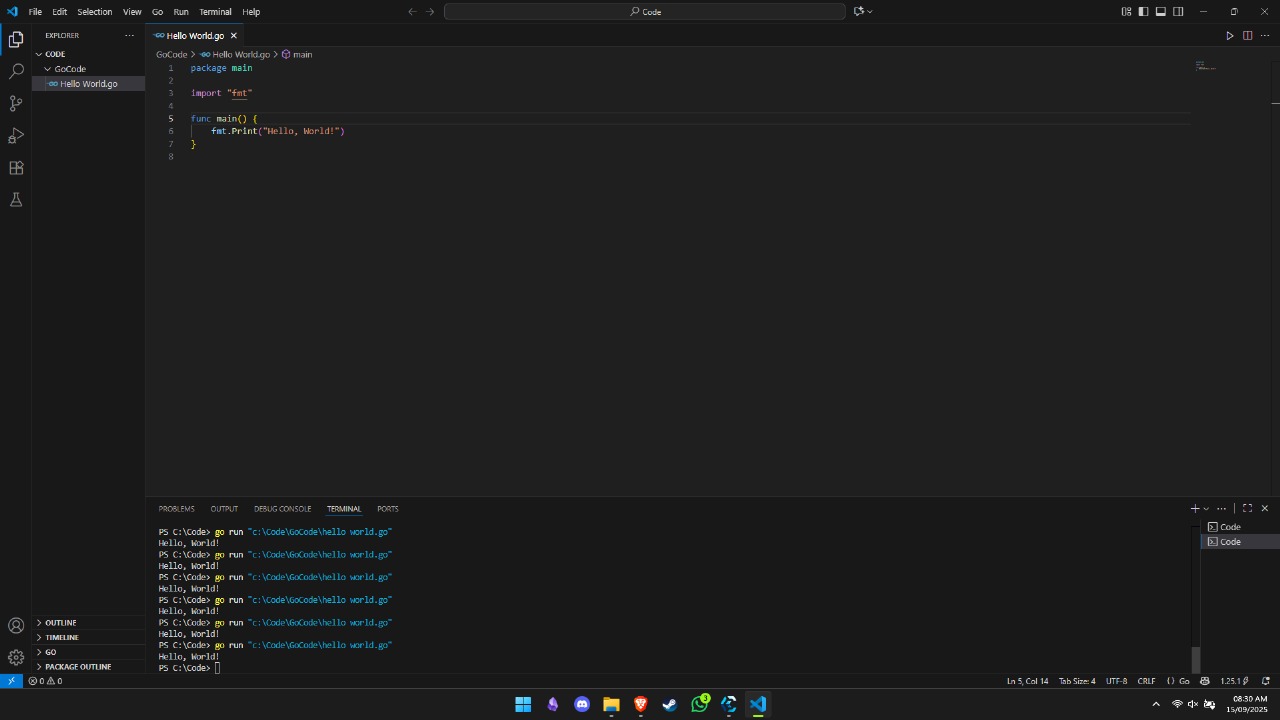 File Edit Selection View Go Run Terminal Help
Code
EXPLORER
CODE
GoCode
Hello World.go
Hello World.go
GoCode > Hello World.go > main
1 package main
2
3 import "fmt"
4
5 func main() {
6 fmt.Print("Hello, World!")
7 }
8
OUTLINE
TIMELINE
GO
PACKAGE OUTLINE
PROBLEMS OUTPUT DEBUG CONSOLE TERMINAL PORTS
PS C:\Code> go run "c:\Code\GoCode\hello world.go"
Hello, World!
PS C:\Code> go run "c:\Code\GoCode\hello world.go"
Hello, World!
PS C:\Code> go run "c:\Code\GoCode\hello world.go"
Hello, World!
PS C:\Code> go run "c:\Code\GoCode\hello world.go"
Hello, World!
PS C:\Code> go run "c:\Code\GoCode\hello world.go"
Hello, World!
PS C:\Code> go run "c:\Code\GoCode\hello world.go"
Hello, World!
PS C:\Code>
Code
Code
0 0
Ln 5, Col 14 Tab Size: 4 UTF-8 CRLF {} Go 1.25.1
3
08:30 AM
15/09/2025